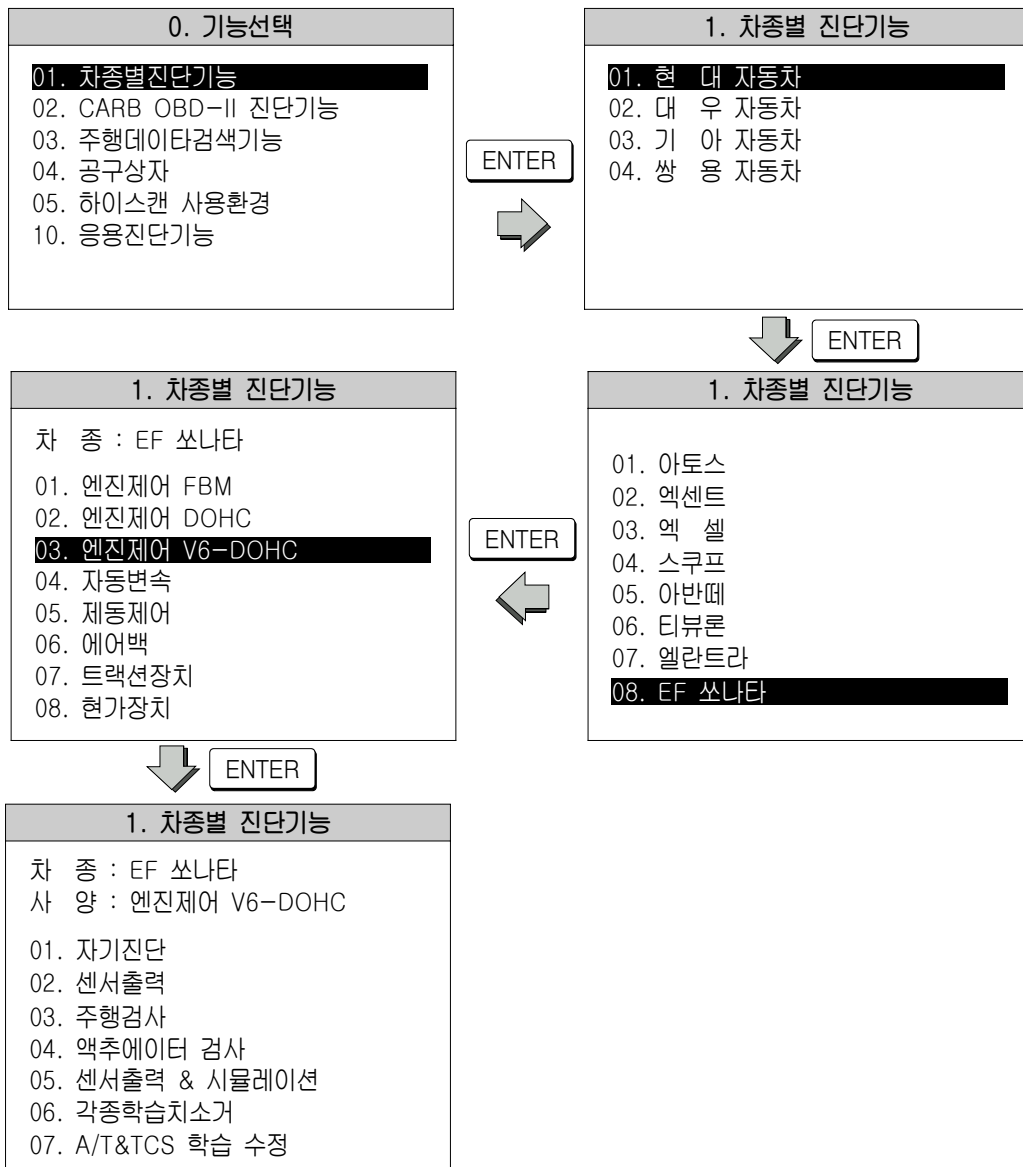 0. 기능선택
01. 차종별진단기능
02. CARB OBD-II 진단기능
03. 주행데이타검색기능
04. 공구상자
05. 하이스캔 사용환경
10. 응용진단기능
ENTER
1. 차종별 진단기능
01. 현 대 자동차
02. 대 우 자동차
03. 기 아 자동차
04. 쌍 용 자동차
ENTER
1. 차종별 진단기능
01. 아토스
02. 엑센트
03. 엑 셀
04. 스쿠프
05. 아반떼
06. 티뷰론
07. 엘란트라
08. EF 쏘나타
ENTER
1. 차종별 진단기능
차 종 : EF 쏘나타
01. 엔진제어 FBM
02. 엔진제어 DOHC
03. 엔진제어 V6-DOHC
04. 자동변속
05. 제동제어
06. 에어백
07. 트랙션장치
08. 현가장치
ENTER
1. 차종별 진단기능
차 종 : EF 쏘나타
사 양 : 엔진제어 V6-DOHC
01. 자기진단
02. 센서출력
03. 주행검사
04. 액추에이터 검사
05. 센서출력 & 시뮬레이션
06. 각종학습치소거
07. A/T&TCS 학습 수정